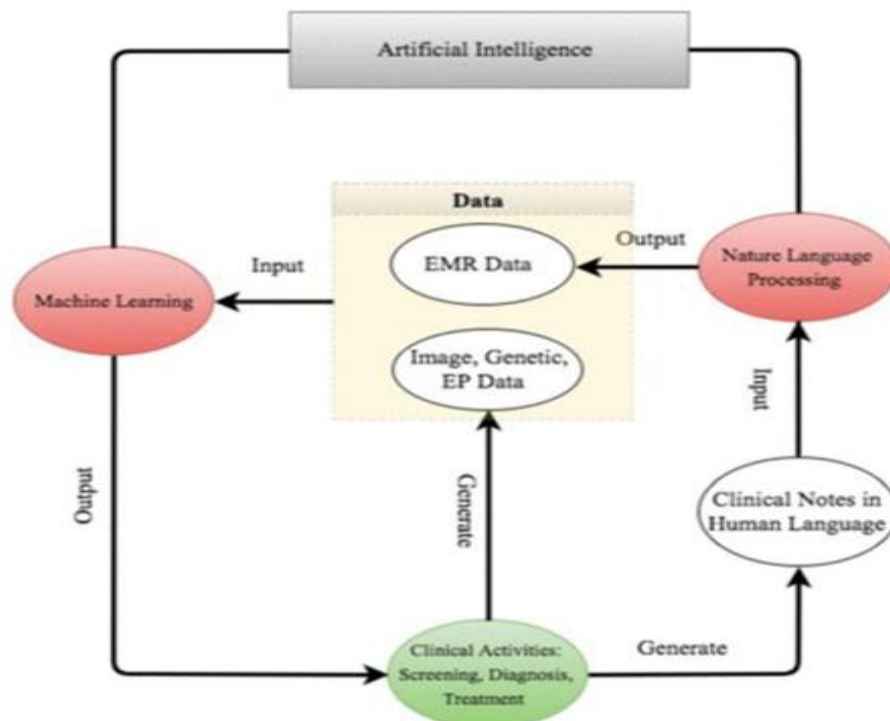 Artificial Intelligence
Data
Output
Nature Language
Processing
EMR Data
Input
Machine Learning
Image, Genetic,
EP Data
Input
Output
Generate
Clinical Notes in
Human Language
Clinical Activities:
Screening, Diagnosis,
Treatment
Generate